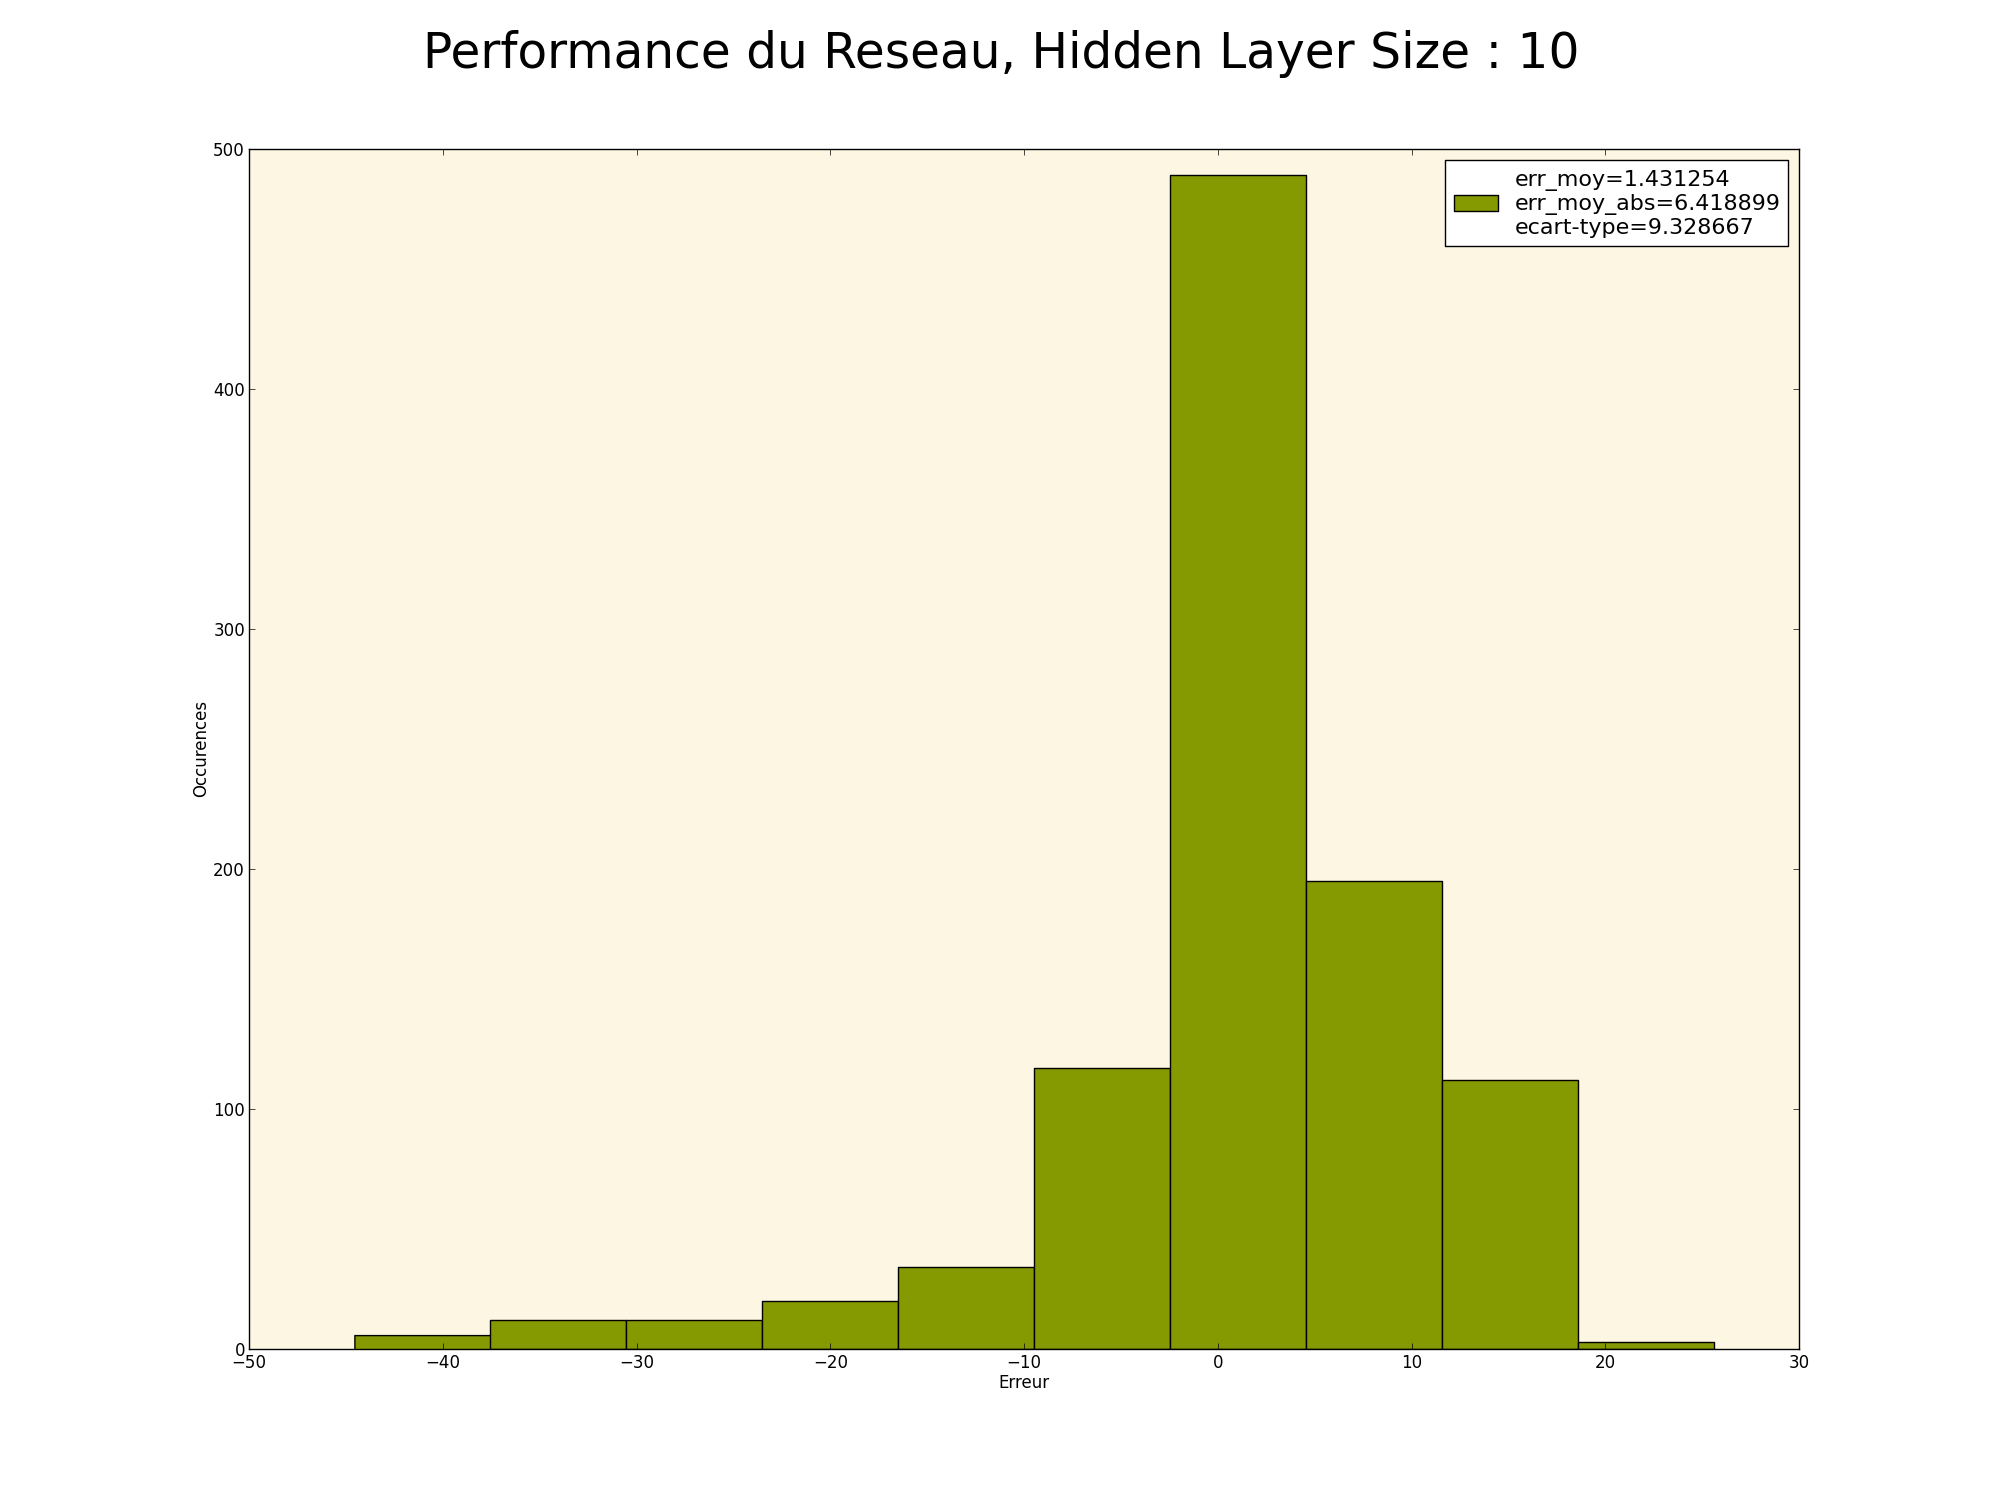 Performance du Reseau, Hidden Layer Size : 10
500
err_moy=1.431254
err_moy_abs=6.418899
ecart-type=9.328667
400
300
Occurences
200
100
0
−50 −40 −30 −20 −10 0 10 20 30
Erreur